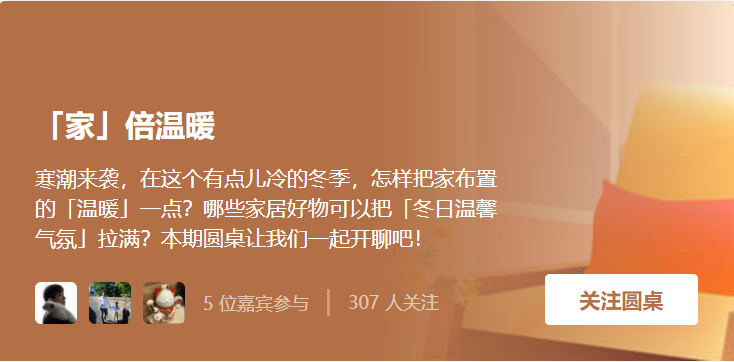 「家」倍温暖
寒潮来袭，在这个有点儿冷的冬季，怎样把家布置
的「温暖」一点？哪些家居好物可以把「冬日温馨
气氛」拉满？本期圆桌让我们一起开聊吧！
5 位嘉宾参与 | 307 人关注
关注圆桌